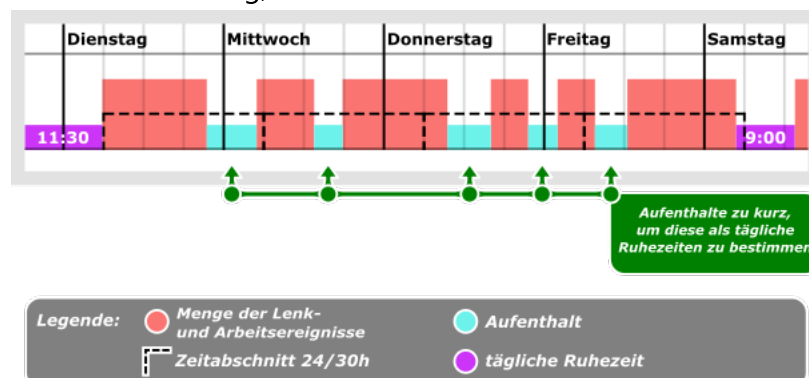 Dienstag
Mittwoch
Donnerstag
Freitag
Samstag
11:30
9:00
Aufenthalte zu kurz,
um diese als tägliche
Ruhezeiten zu bestimmen
Legende:
Menge der Lenk-
und Arbeitsereignisse
Aufenthalt
Zeitabschnitt 24/30h
tägliche Ruhezeit